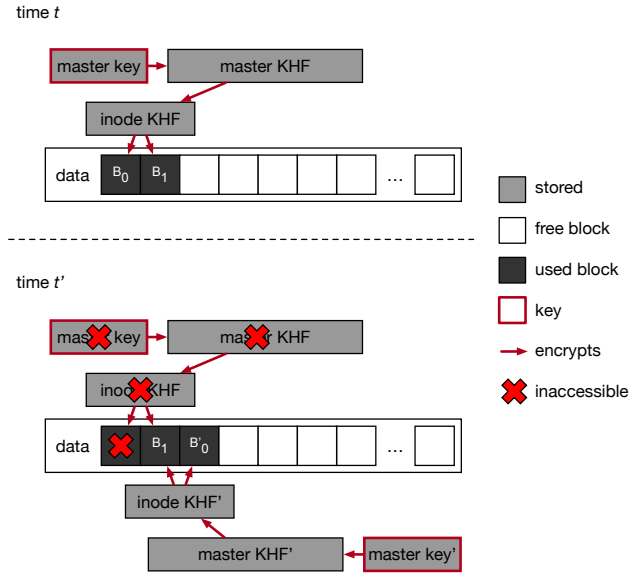 time t
master key
master KHF
inode KHF
data
B0
B1
...
stored
free block
used block
key
encrypts
inaccessible
time t’
master key
master KHF
inode KHF
data
B1
B’0
...
inode KHF’
master KHF’
master key’